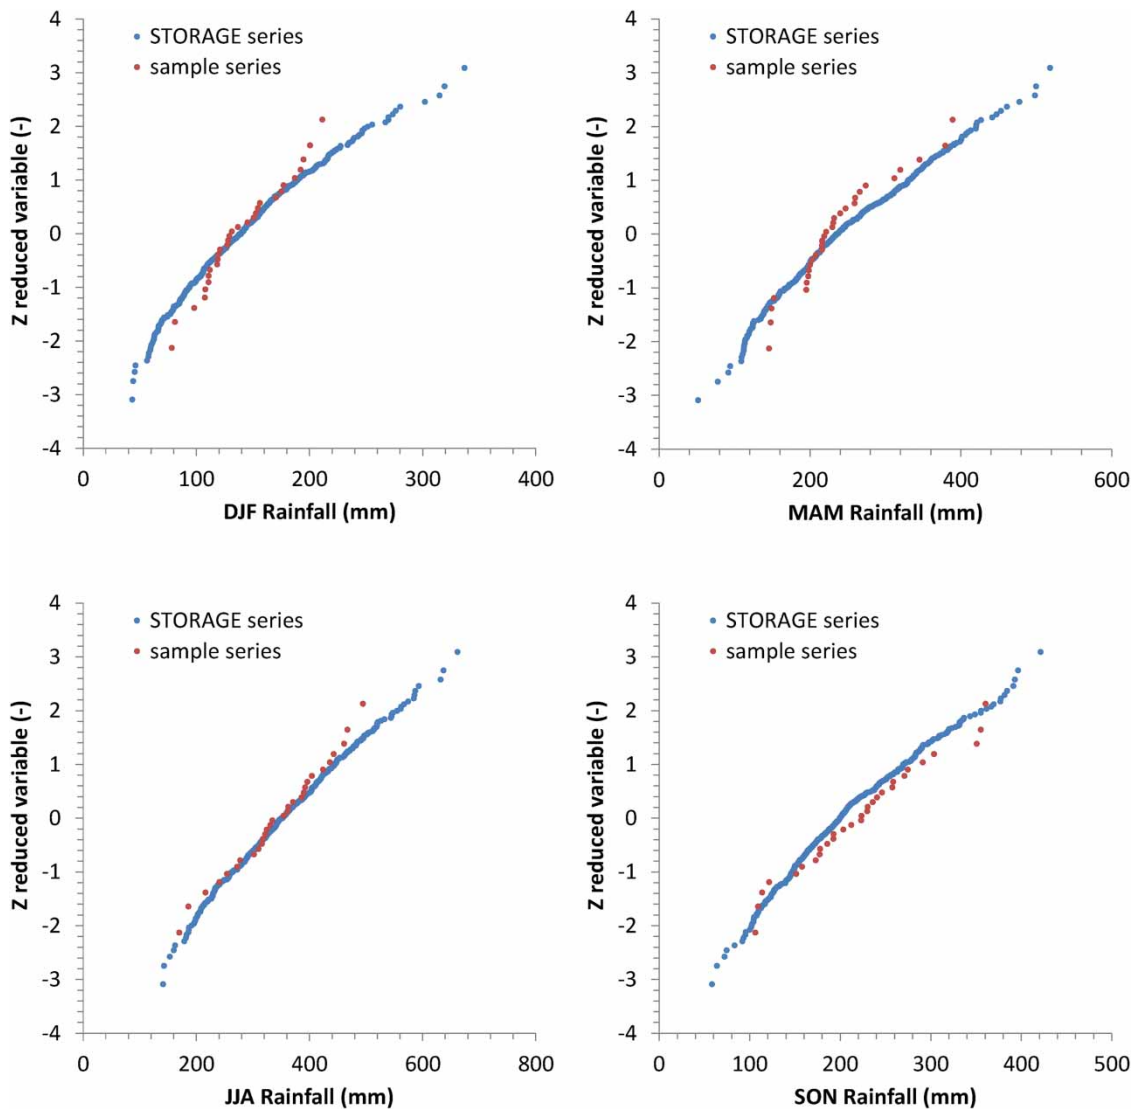 4
3
2
1
0
-1
-2
-3
-4
Z reduced variable (-)
STORAGE series
sample series
0 200 400
DJF Rainfall (mm)
4
3
2
1
0
-1
-2
-3
-4
Z reduced variable (-)
STORAGE series
sample series
0 200 400 600
MAM Rainfall (mm)
4
3
2
1
0
-1
-2
-3
-4
Z reduced variable (-)
STORAGE series
sample series
0 200 400 600 800
JJA Rainfall (mm)
4
3
2
1
0
-1
-2
-3
-4
Z reduced variable (-)
STORAGE series
sample series
0 100 200 300 400 500
SON Rainfall (mm)